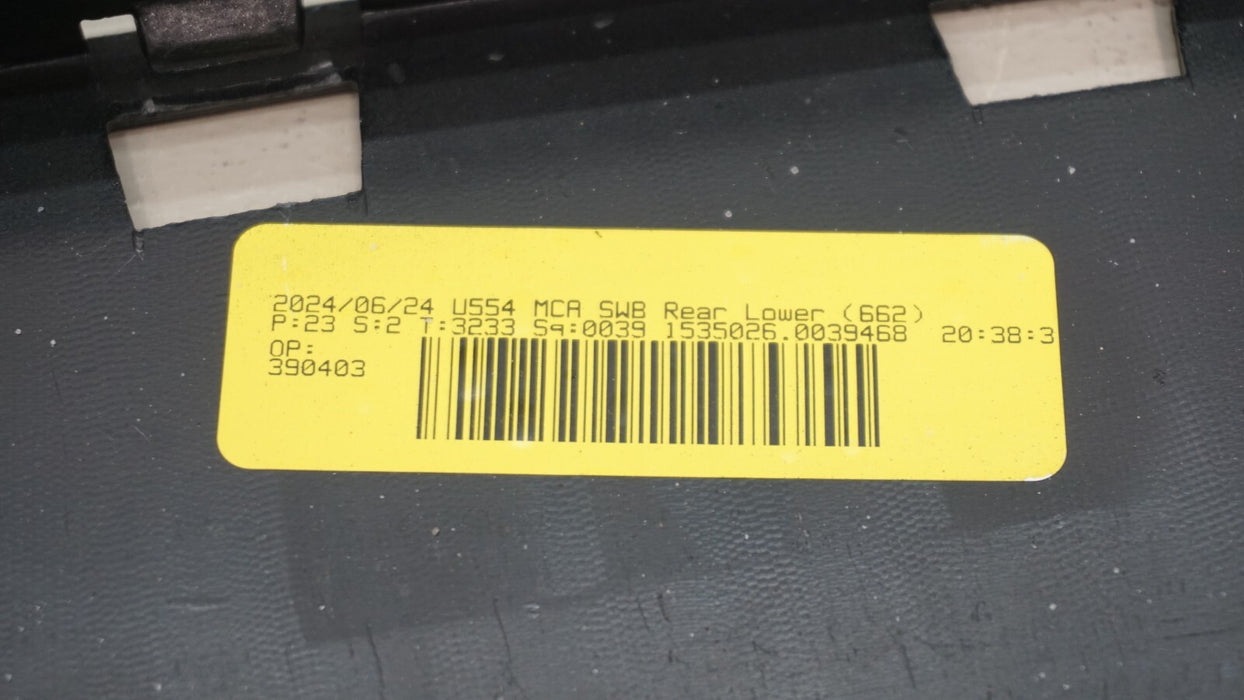 2024/06/24 U554 MCA SWB Rear Lower (662)
P:23 S:2 T:3233 Sq:0039 1535026.0039468 20:38:3
OP:
390403